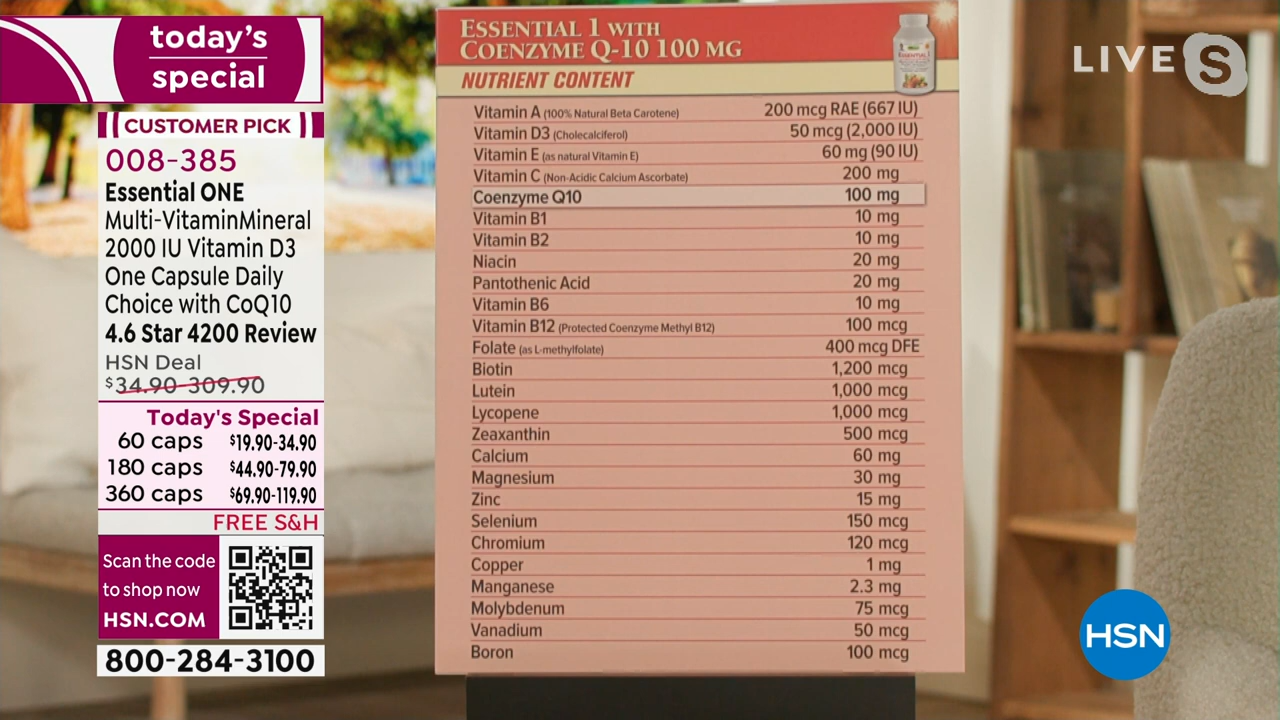 today's
special
CUSTOMER PICK
008-385
Essential ONE
Multi-VitaminMineral
2000 IU Vitamin D3
One Capsule Daily
Choice with CoQ10
4.6 Star 4200 Review
HSN Deal
$34.90-309.90
Today's Special
60 caps $19.90-34.90
180 caps $44.90-79.90
360 caps $69.90-119.90
FREE S&H
Scan the code
to shop now
HSN.COM
800-284-3100
ESSENTIAL 1 WITH
COENZYME Q-10 100 MG
NUTRIENT CONTENT
Vitamin A (100% Natural Beta Carotene) 200 mcg RAE (667 IU)
Vitamin D3 (Cholecalciferol) 50 mcg (2,000 IU)
Vitamin E (as natural Vitamin E) 60 mg (90 IU)
Vitamin C (Non-Acidic Calcium Ascorbate) 200 mg
Coenzyme Q10 100 mg
Vitamin B1 10 mg
Vitamin B2 10 mg
Niacin 20 mg
Pantothenic Acid 20 mg
Vitamin B6 10 mg
Vitamin B12 (Protected Coenzyme Methyl B12) 100 mcg
Folate (as L-methylfolate) 400 mcg DFE
Biotin 1,200 mcg
Lutein 1,000 mcg
Lycopene 1,000 mcg
Zeaxanthin 500 mcg
Calcium 60 mg
Magnesium 30 mg
Zinc 15 mg
Selenium 150 mcg
Chromium 120 mcg
Copper 1 mg
Manganese 2.3 mg
Molybdenum 75 mcg
Vanadium 50 mcg
Boron 100 mcg
LIVE S
HSN